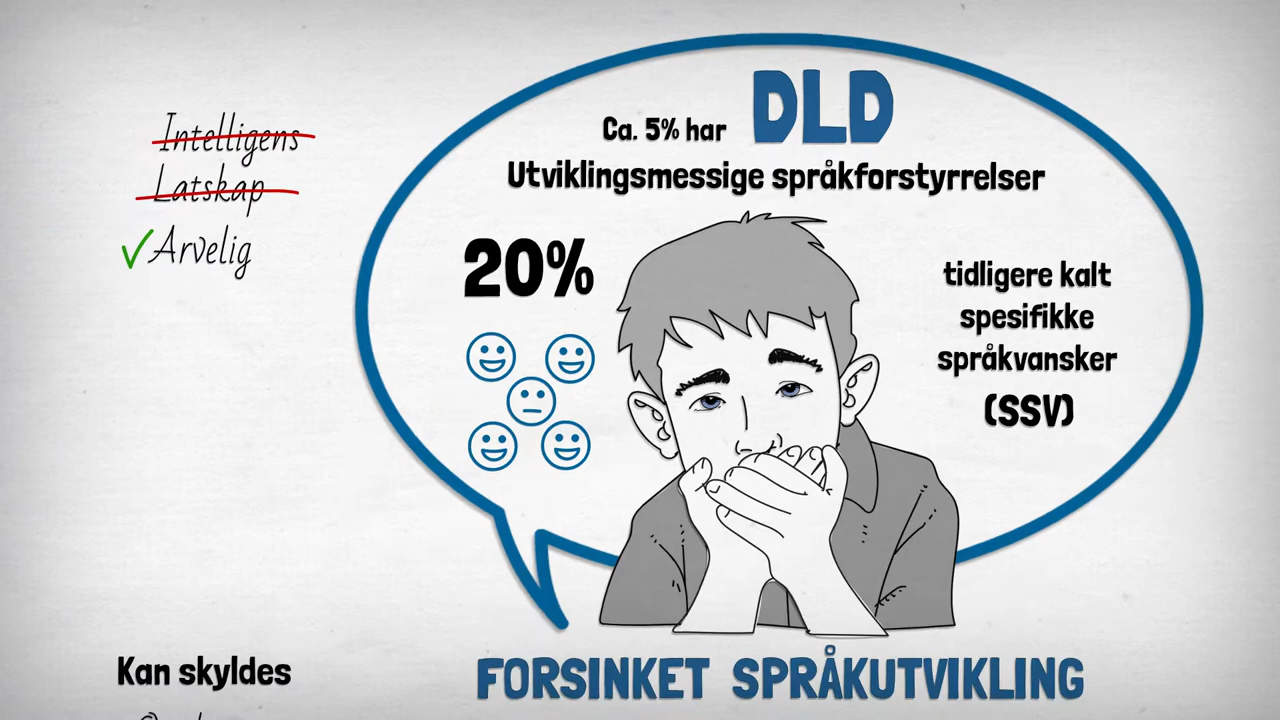 Intelligens
Latskap
Arvelig
Ca. 5% har DLD
Utviklingsmessige språkforstyrrelser
20%
tidligere kalt
spesifikke
språkvansker
(SSV)
Kan skyldes
FORSINKET SPRÅKUTVIKLING